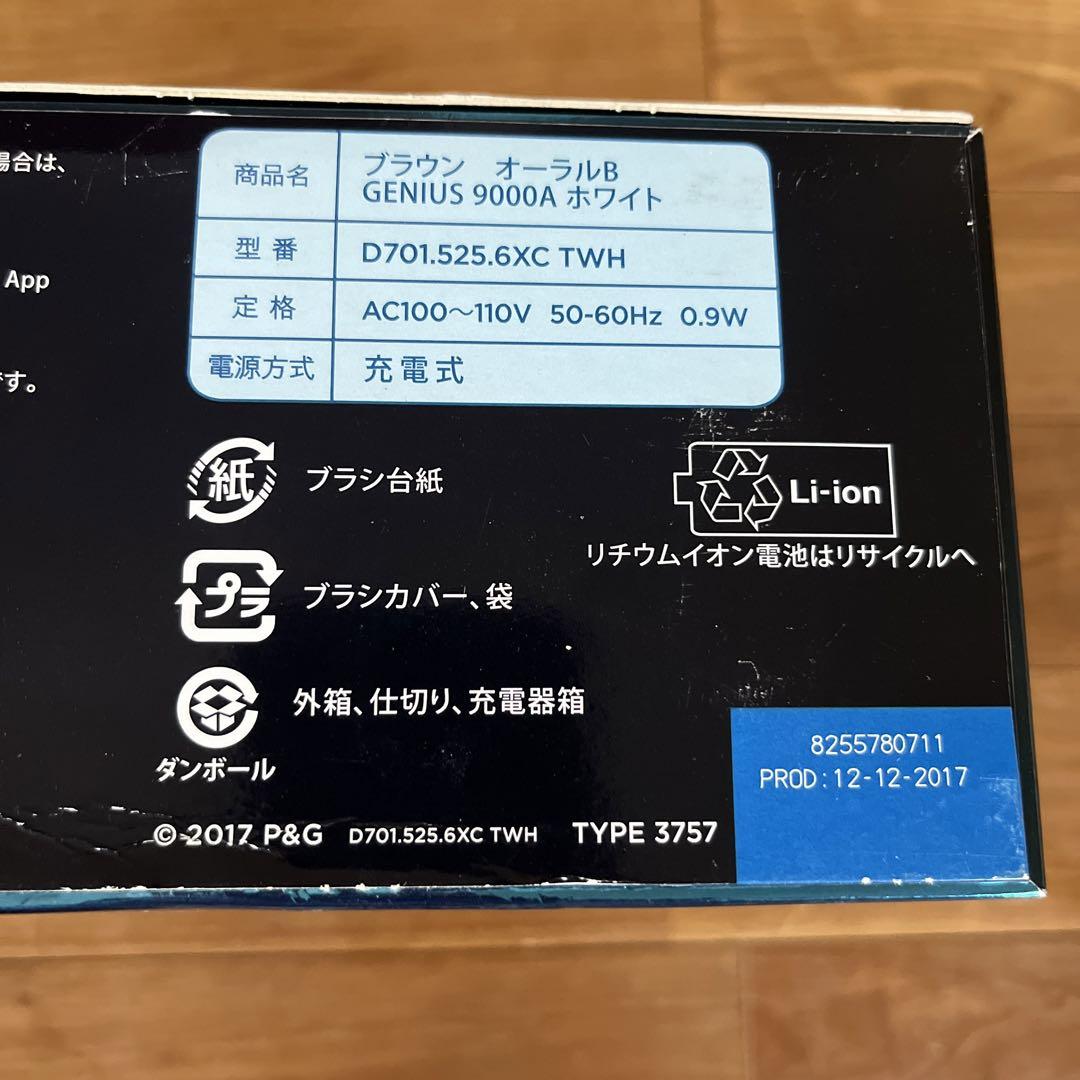 場合は、
App
です。
商品名
ブラウン オーラルB
GENIUS 9000A ホワイト
型番
D701.525.6XC TWH
定格
AC100～110V 50-60Hz 0.9W
電源方式
充電式
紙
ブラシ台紙
プラ
ブラシカバー、袋
ダンボール
外箱、仕切り、充電器箱
Li-ion
リチウムイオン電池はリサイクルへ
8255780711
PROD:12-12-2017
© 2017 P&G D701.525.6XC TWH TYPE 3757